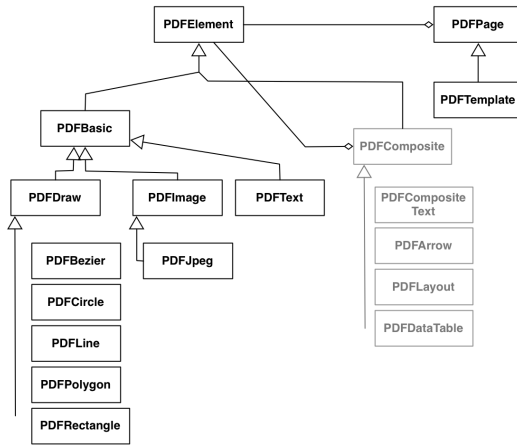 PDFElement
PDFPage
PDFTemplate
PDFBasic
PDFComposite
PDFDraw
PDFImage
PDFText
PDFComposite
Text
PDFBezier
PDFJpeg
PDFArrow
PDFCircle
PDFLayout
PDFLine
PDFDataTable
PDFPolygon
PDFRectangle